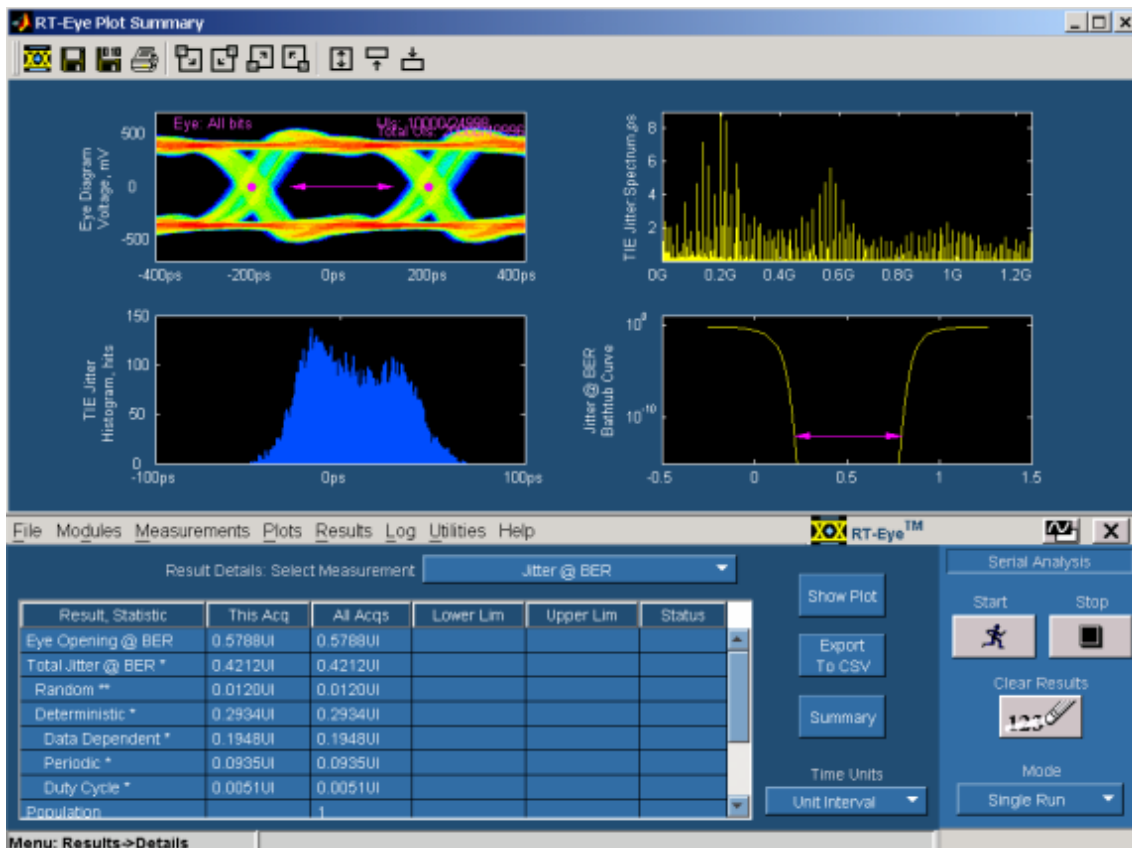 RT-Eye Plot Summary
Eye: All bits
Eye Diagram
Voltage, mV
500
0
-500
-400ps -200ps 0ps 200ps 400ps
TIE Jitter Spectrum,ps
8
6
4
2
0G 0.2G 0.4G 0.6G 0.8G 1G 1.2G
TIE Jitter
Histogram, hits
150
100
50
0
-100ps 0ps 100ps
Jitter @ BER
Bathtub Curve
10^0
10^-10
-0.5 0 0.5 1 1.5
File Modules Measurements Plots Results Log Utilities Help
RT-Eye™
Result Details: Select Measurement Jitter @ BER
Result, Statistic This Acq All Acqs Lower Lim Upper Lim Status
Eye Opening @ BER 0.5788UI 0.5788UI
Total Jitter @ BER * 0.4212UI 0.4212UI
Random ** 0.0120UI 0.0120UI
Deterministic * 0.2934UI 0.2934UI
Data Dependent * 0.1948UI 0.1948UI
Periodic * 0.0935UI 0.0935UI
Duty Cycle * 0.0051UI 0.0051UI
Population 1
Show Plot
Export
To CSV
Summary
Time Units
Unit Interval
Serial Analysis
Start Stop
Clear Results
123
Mode
Single Run
Menu: Results->Details